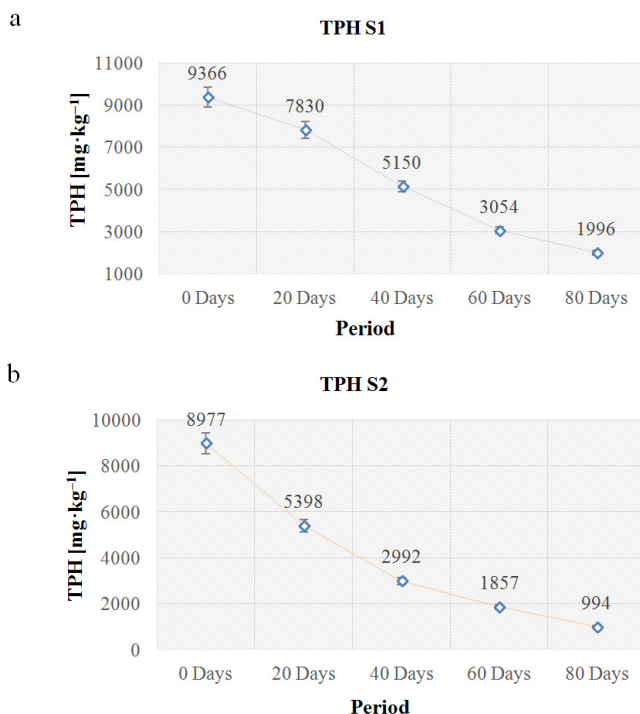 a
TPH S1
TPH [mg·kg⁻¹]
11000
9000
7000
5000
3000
1000
9366
7830
5150
3054
1996
0 Days 20 Days 40 Days 60 Days 80 Days
Period
b
TPH S2
TPH [mg·kg⁻¹]
10000
8000
6000
4000
2000
0
8977
5398
2992
1857
994
0 Days 20 Days 40 Days 60 Days 80 Days
Period